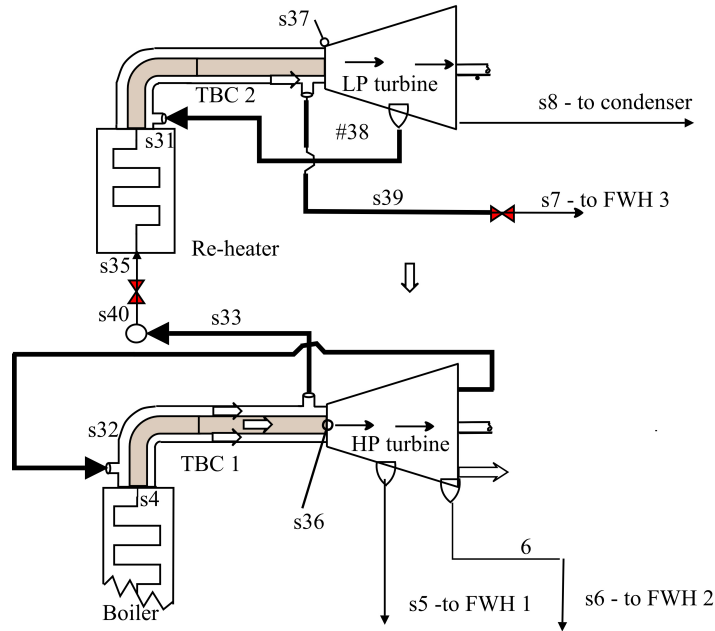 s37
LP turbine
TBC 2
s8 - to condenser
#38
s31
s39
s7 - to FWH 3
Re-heater
s35
s40
s33
s32
HP turbine
TBC 1
s4
s36
6
s5 -to FWH 1
s6 - to FWH 2
Boiler